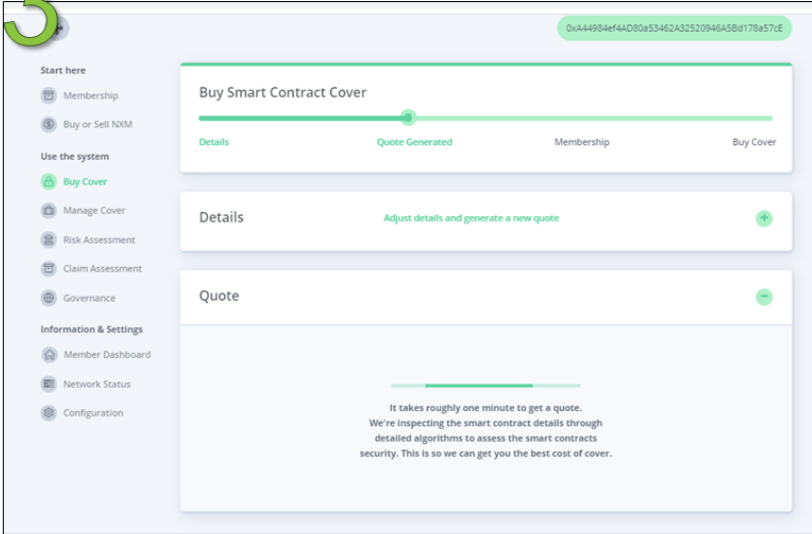 3
0xA44984ef4AD80a53462A32520946A5Bd178a57cE
Start here
Membership
Buy or Sell NXM
Use the system
Buy Cover
Manage Cover
Risk Assessment
Claim Assessment
Governance
Information & Settings
Member Dashboard
Network Status
Configuration
Buy Smart Contract Cover
Details
Quote Generated
Membership
Buy Cover
Details
Adjust details and generate a new quote
Quote
It takes roughly one minute to get a quote.
We're inspecting the smart contract details through
detailed algorithms to assess the smart contracts
security. This is so we can get you the best cost of cover.